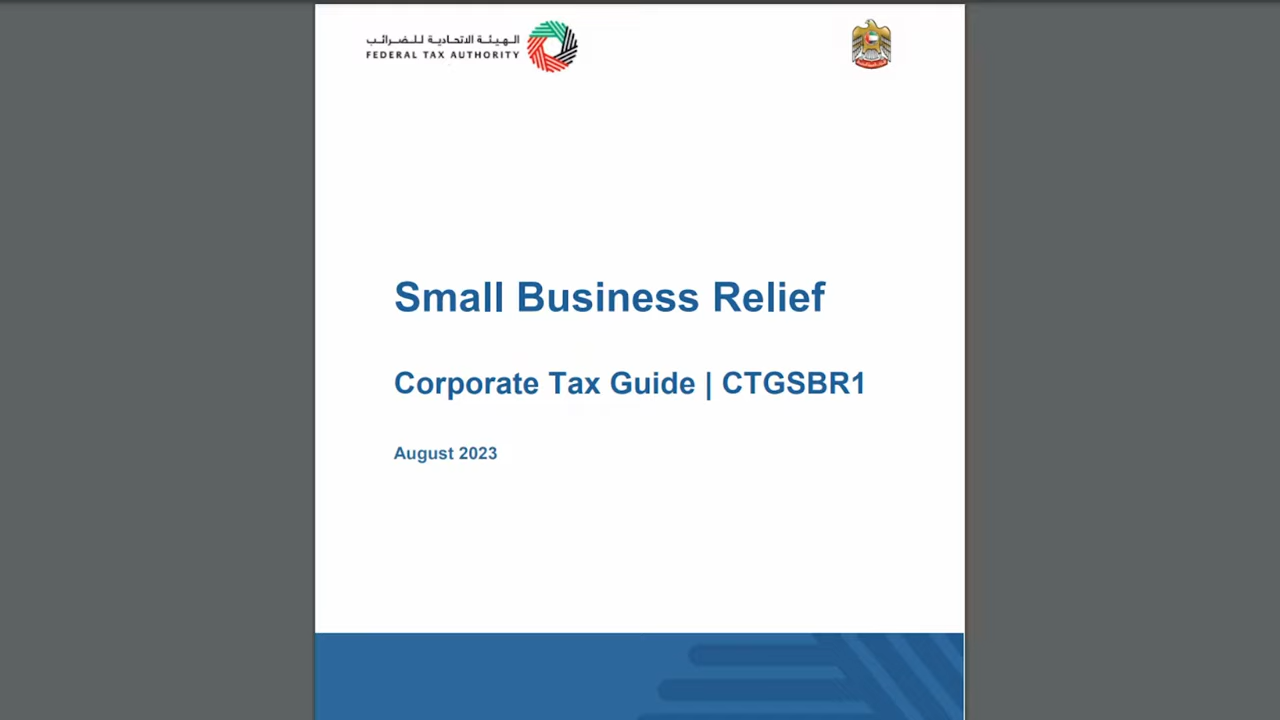 الهيئة الاتحادية للضرائب
FEDERAL TAX AUTHORITY
Small Business Relief
Corporate Tax Guide | CTGSBR1
August 2023